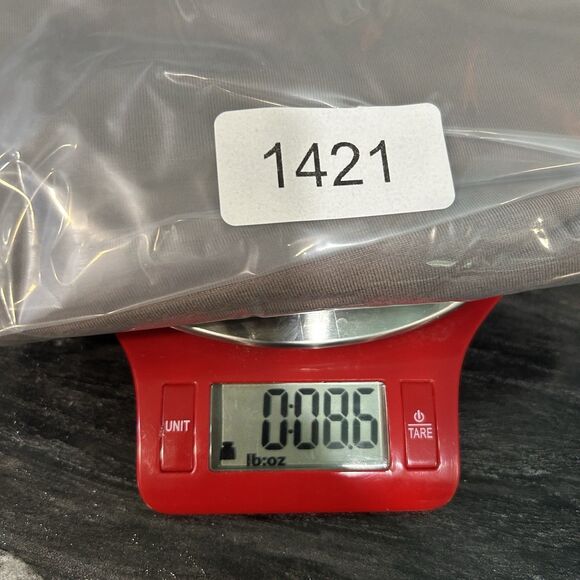 1421
UNIT
0:08.6
lb:oz
TARE